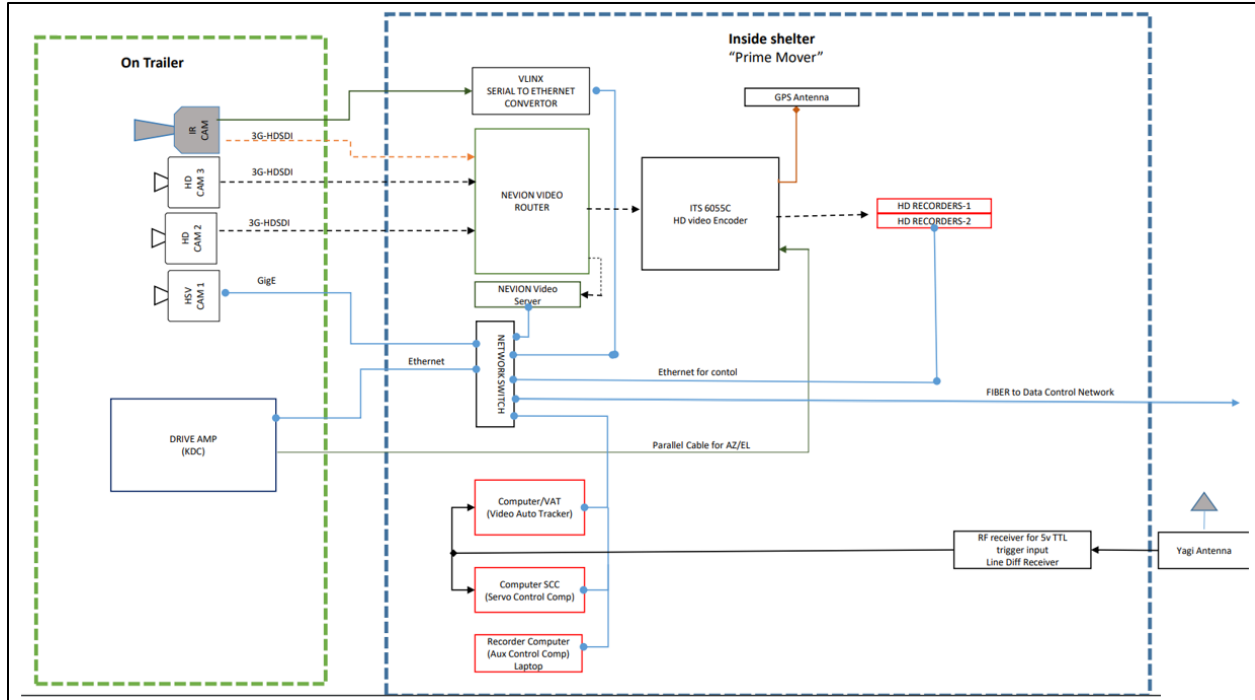 On Trailer
Inside shelter
“Prime Mover”
VLINX
SERIAL TO ETHERNET
CONVERTOR
GPS Antenna
IR
CAM
3G-HDSDI
HD
CAM 3
3G-HDSDI
NEVION VIDEO
ROUTER
ITS 6055C
HD video Encoder
HD RECORDERS-1
HD RECORDERS-2
HD
CAM 2
3G-HDSDI
HSV
CAM 1
GigE
NEVION Video
Server
NETWORK SWITCH
Ethernet
Ethernet for contol
FIBER to Data Control Network
DRIVE AMP
(KDC)
Parallel Cable for AZ/EL
Computer/VAT
(Video Auto Tracker)
RF receiver for 5v TTL
trigger input
Line Diff Receiver
Yagi Antenna
Computer SCC
(Servo Control Comp)
Recorder Computer
(Aux Control Comp)
Laptop